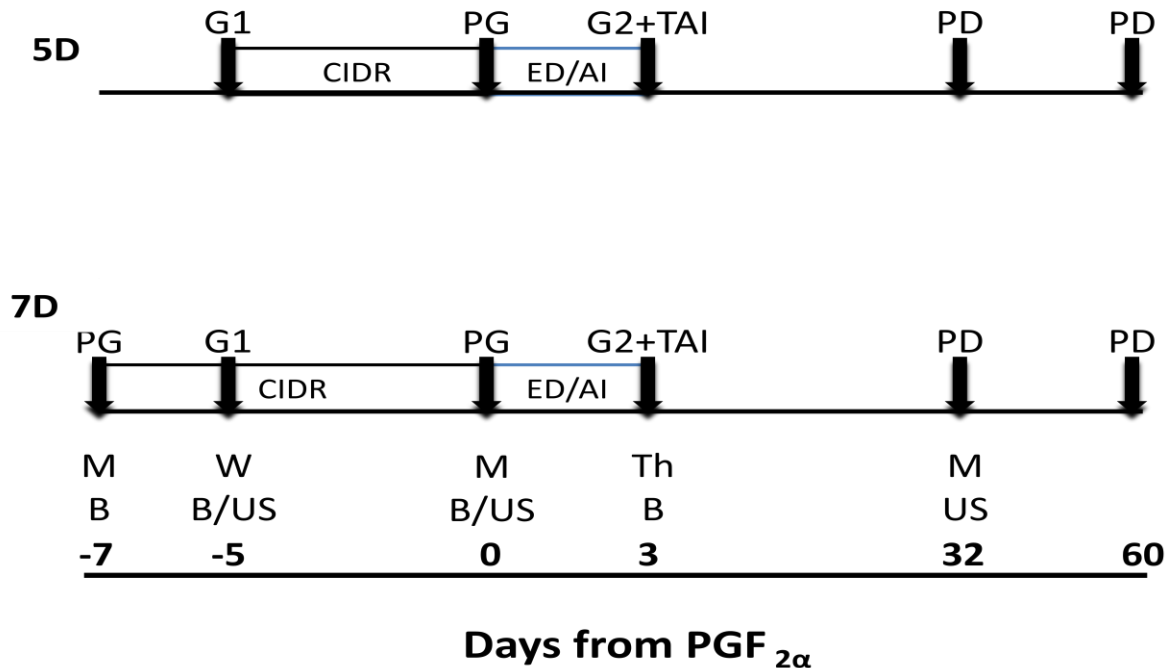 G1 PG G2+TAI PD PD
5D
CIDR ED/AI
7D
PG G1 PG G2+TAI PD PD
CIDR ED/AI
M W M Th M
B B/US B/US B US
-7 -5 0 3 32 60
Days from PGF2α